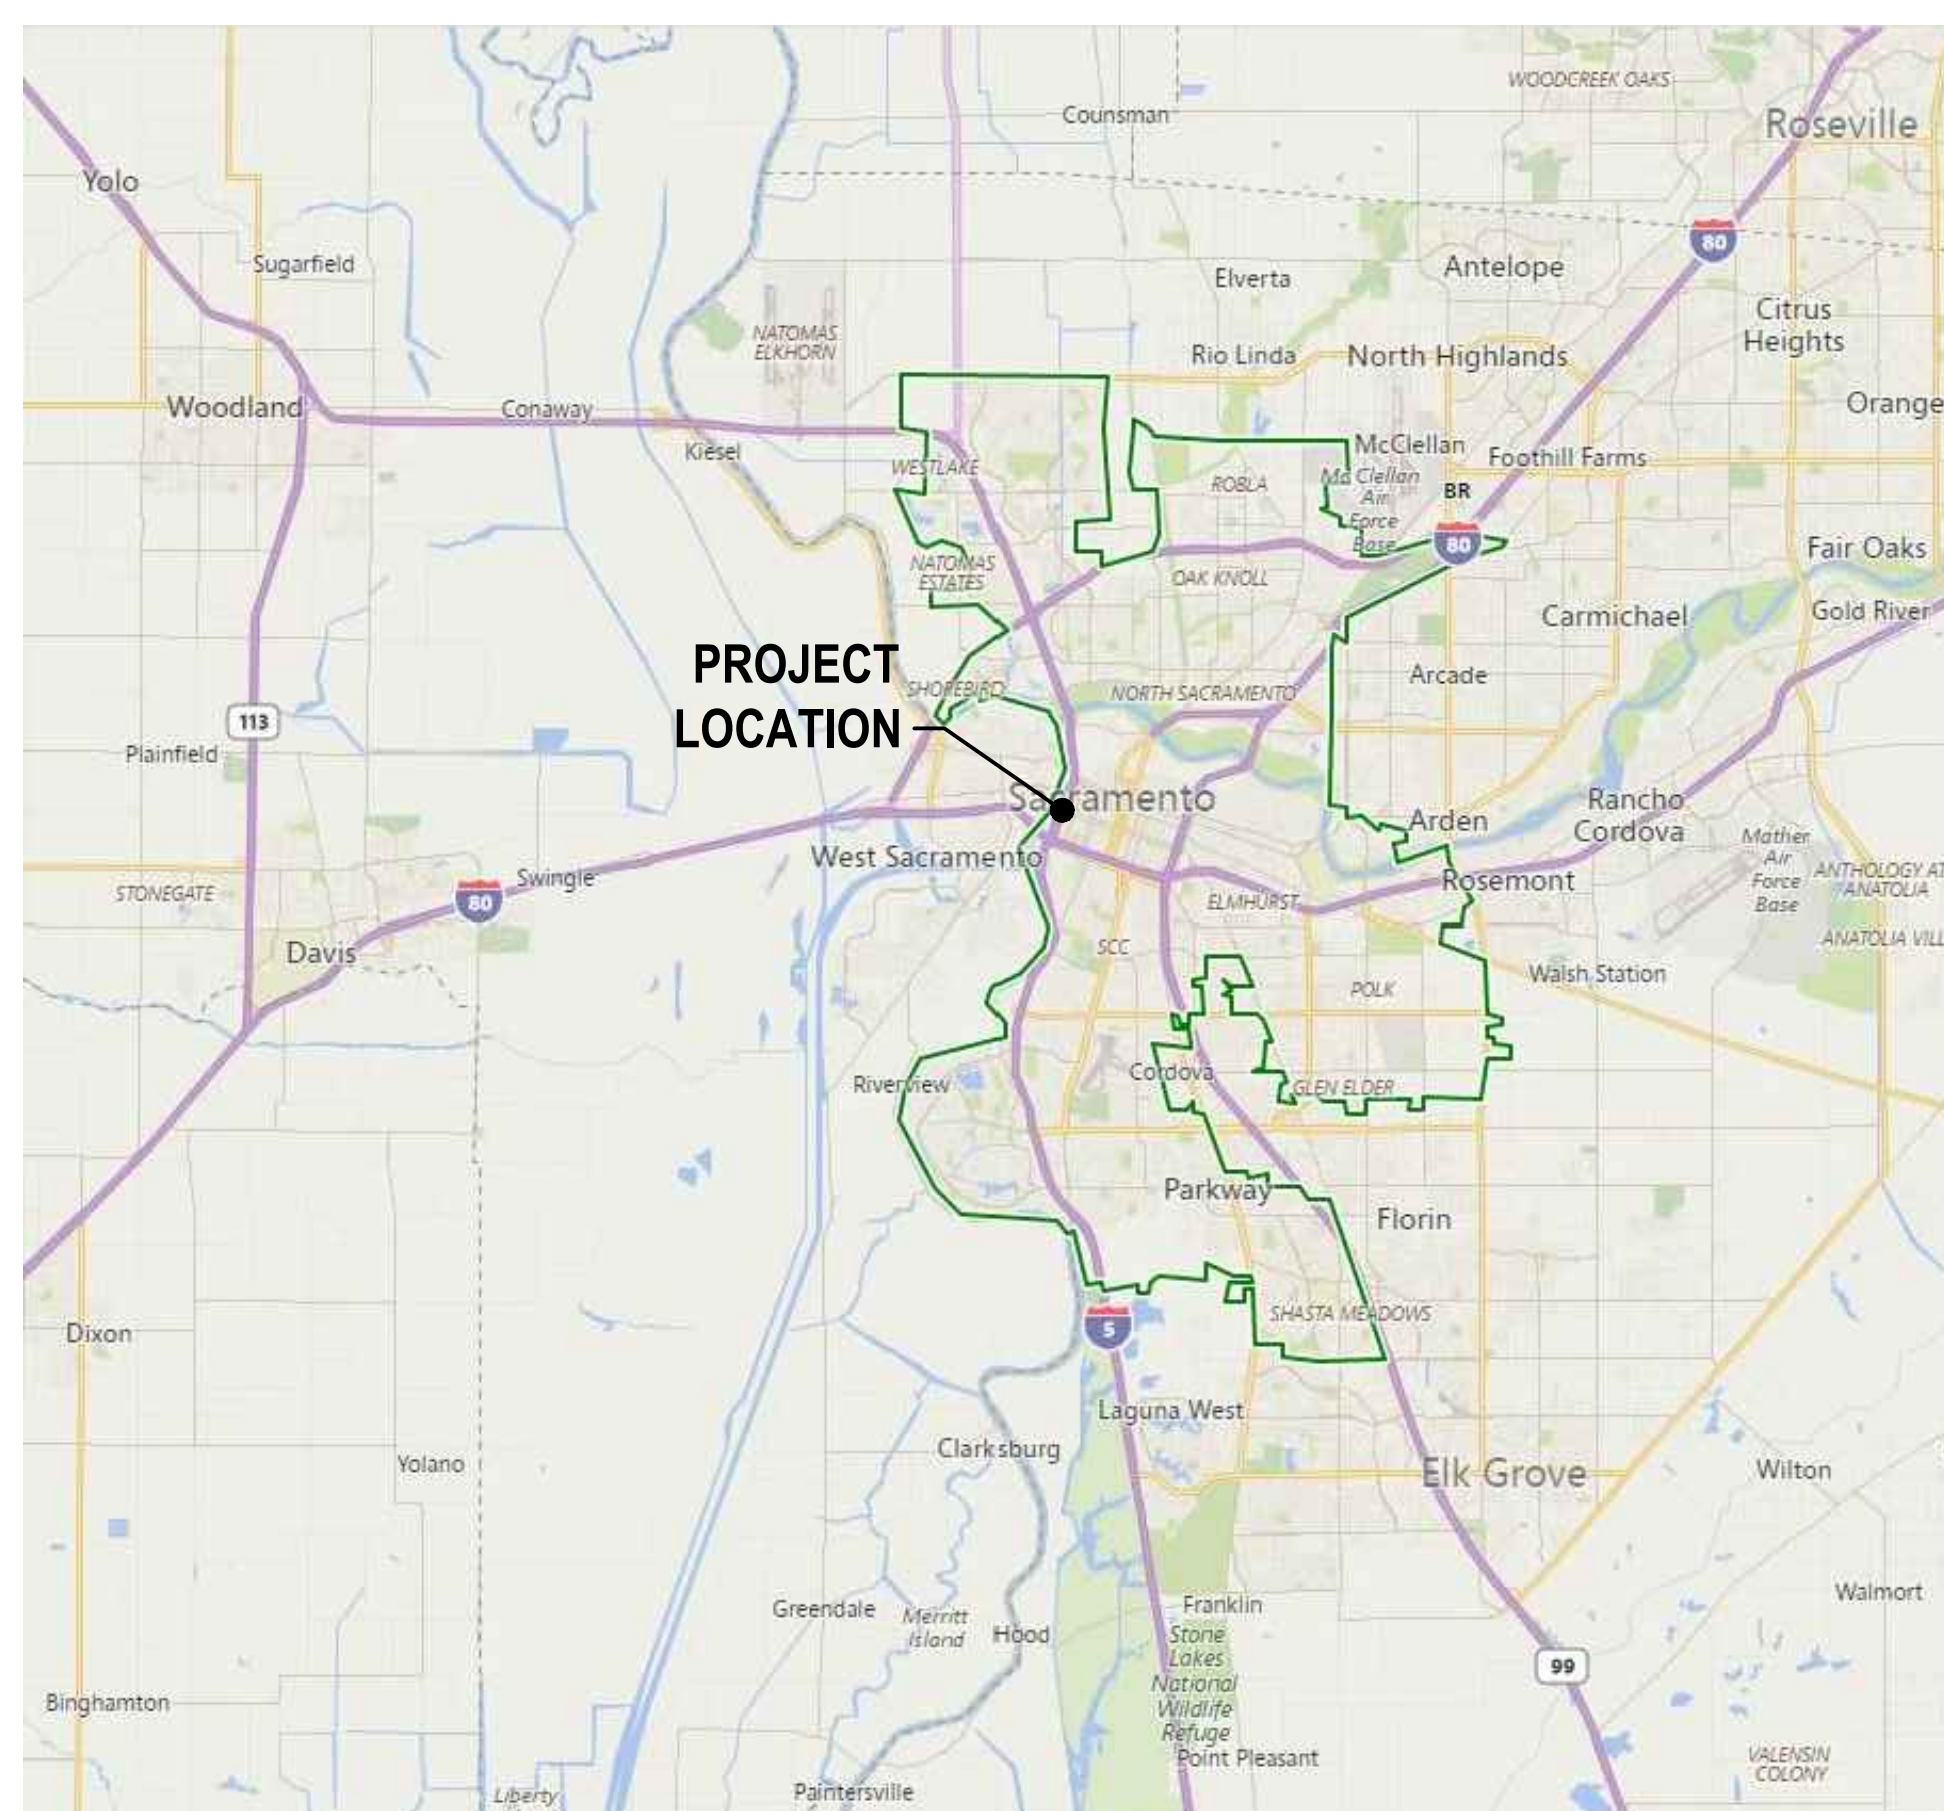 WOODCREEK OAKS
Counsman
Roseville
Yolo
80
Sugarfield
Elverta
Antelope
Citrus
Heights
NATOMAS
ELKHORN
Rio Linda
North Highlands
Woodland
Conaway
Orange
Kiesel
WESTLAKE
McClellan
Foothill Farms
ROBLA
Mc Clellan
Air
Force
Base
BR
80
NATOMAS
ESTATES
OAK KNOLL
Fair Oaks
Carmichael
Gold River
PROJECT
LOCATION
SHOREBIRD
NORTH SACRAMENTO
Arcade
113
Plainfield
Sacramento
Arden
Rancho
Cordova
West Sacramento
Mather
Air
Force
Base
ANTHOLOGY AT
ANATOLIA
STONEGATE
80
Swingle
ELMHURST
Rosemont
Davis
SCC
ANATOLIA VILL
POLK
Walsh Station
Riverview
Cordova
GLEN ELDER
Parkway
Florin
Dixon
5
SHASTA MEADOWS
Laguna West
Clarksburg
Yolano
Elk Grove
Wilton
Walmort
Greendale
Merritt
Island
Hood
Franklin
Stone
Lakes
National
Wildlife
Refuge
99
Binghamton
Point Pleasant
VALENSIN
COLONY
Liberty
Paintersville